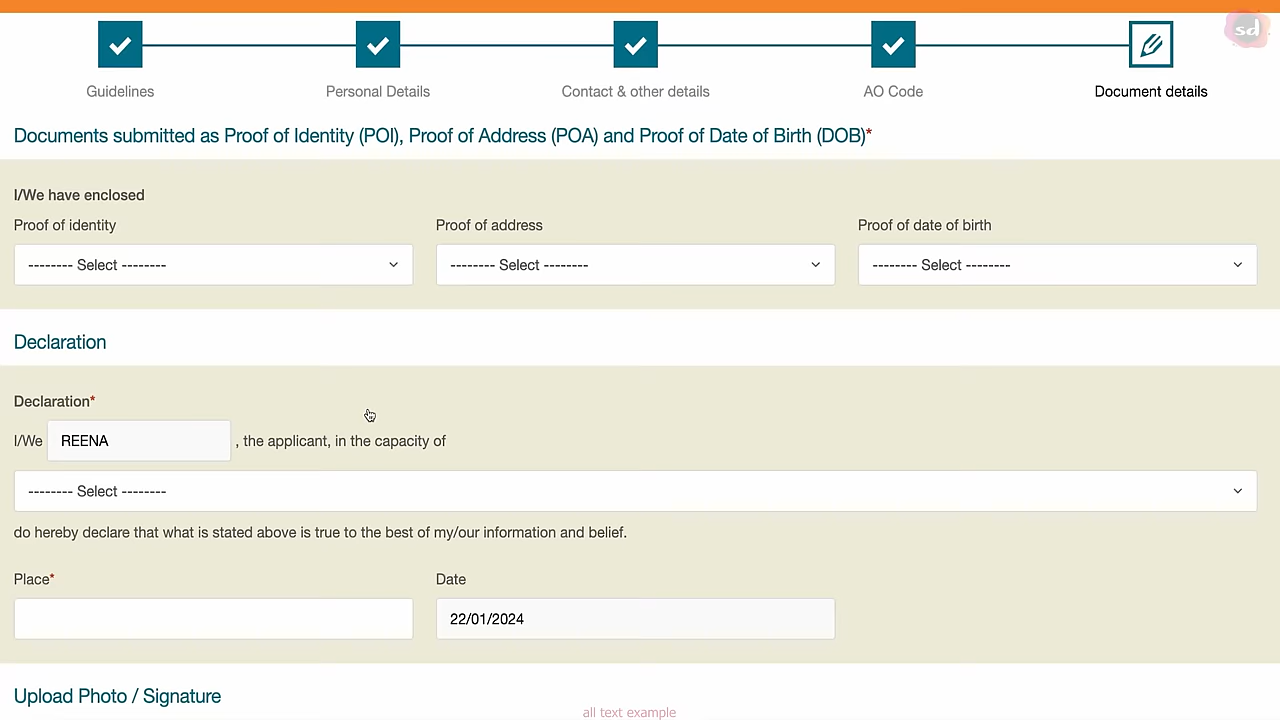 sd
Guidelines
Personal Details
Contact & other details
AO Code
Document details
Documents submitted as Proof of Identity (POI), Proof of Address (POA) and Proof of Date of Birth (DOB)*
I/We have enclosed
Proof of identity
Proof of address
Proof of date of birth
-------- Select --------
-------- Select --------
-------- Select --------
Declaration
Declaration*
I/We REENA , the applicant, in the capacity of
-------- Select --------
do hereby declare that what is stated above is true to the best of my/our information and belief.
Place*
Date
22/01/2024
Upload Photo / Signature
all text example